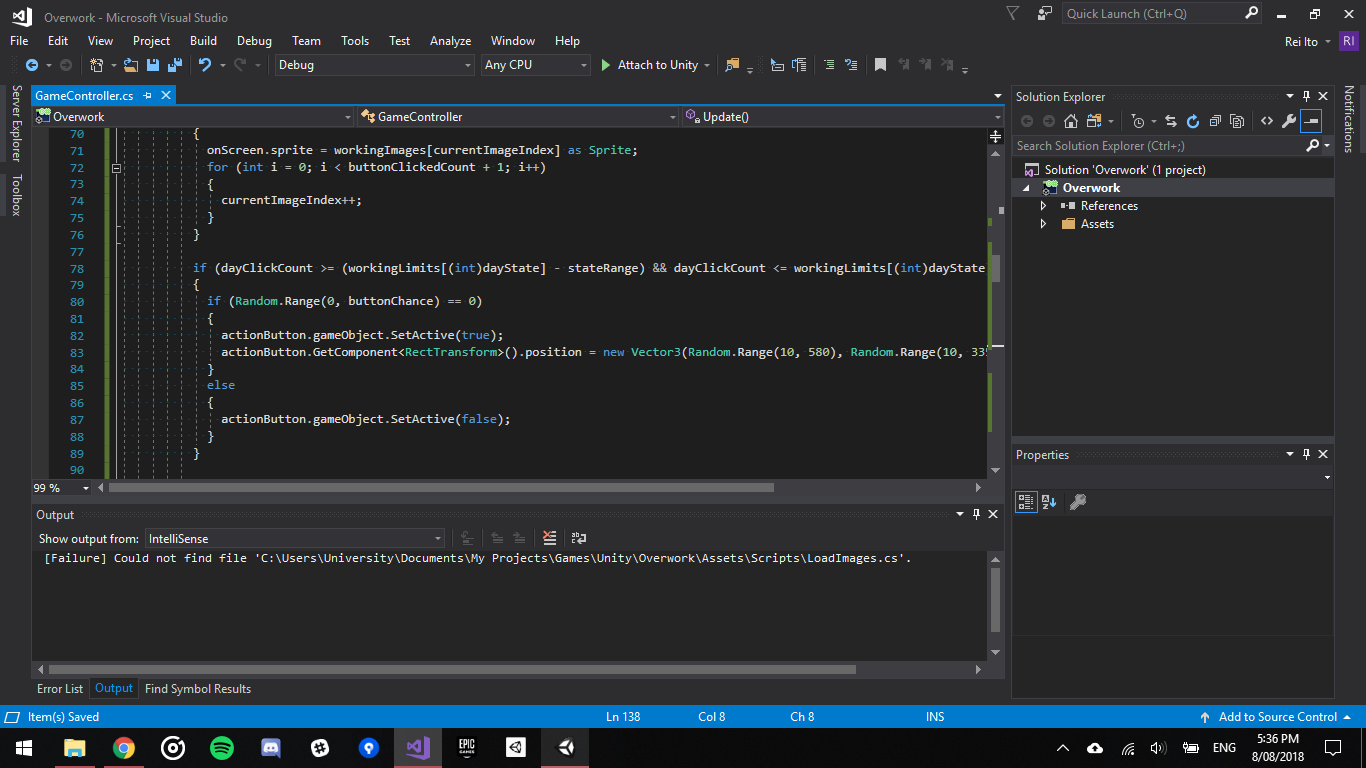 Overwork - Microsoft Visual Studio
Quick Launch (Ctrl+Q)
File Edit View Project Build Debug Team Tools Test Analyze Window Help
Rei Ito RI
Debug Any CPU Attach to Unity
Server Explorer
Toolbox
GameController.cs
Overwork GameController Update()
70 {
71 onScreen.sprite = workingImages[currentImageIndex] as Sprite;
72 for (int i = 0; i < buttonClickedCount + 1; i++)
73 {
74 currentImageIndex++;
75 }
76 }
77
78 if (dayClickCount >= (workingLimits[(int)dayState] - stateRange) && dayClickCount <= workingLimits[(int)dayState
79 {
80 if (Random.Range(0, buttonChance) == 0)
81 {
82 actionButton.gameObject.SetActive(true);
83 actionButton.GetComponent<RectTransform>().position = new Vector3(Random.Range(10, 580), Random.Range(10, 335
84 }
85 else
86 {
87 actionButton.gameObject.SetActive(false);
88 }
89 }
90
99 %
Output
Show output from: IntelliSense
[Failure] Could not find file 'C:\Users\University\Documents\My Projects\Games\Unity\Overwork\Assets\Scripts\LoadImages.cs'.
Error List Output Find Symbol Results
Solution Explorer
Search Solution Explorer (Ctrl+;)
Solution 'Overwork' (1 project)
Overwork
References
Assets
Properties
Notifications
Item(s) Saved Ln 138 Col 8 Ch 8 INS Add to Source Control
EPIC
GAMES
ENG
5:36 PM
8/08/2018